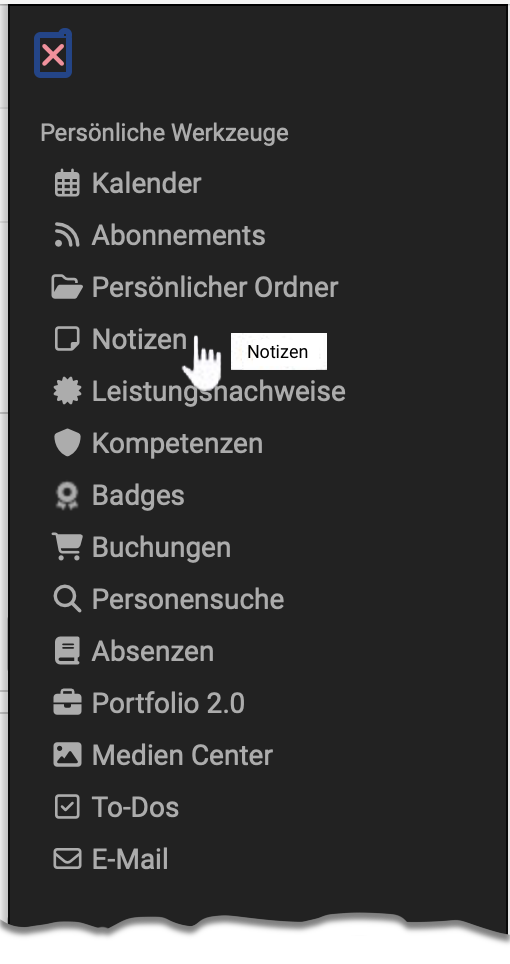 Persönliche Werkzeuge
Kalender
Abonnements
Persönlicher Ordner
Notizen
Notizen
Leistungsnachweise
Kompetenzen
Badges
Buchungen
Personensuche
Absenzen
Portfolio 2.0
Medien Center
To-Dos
E-Mail